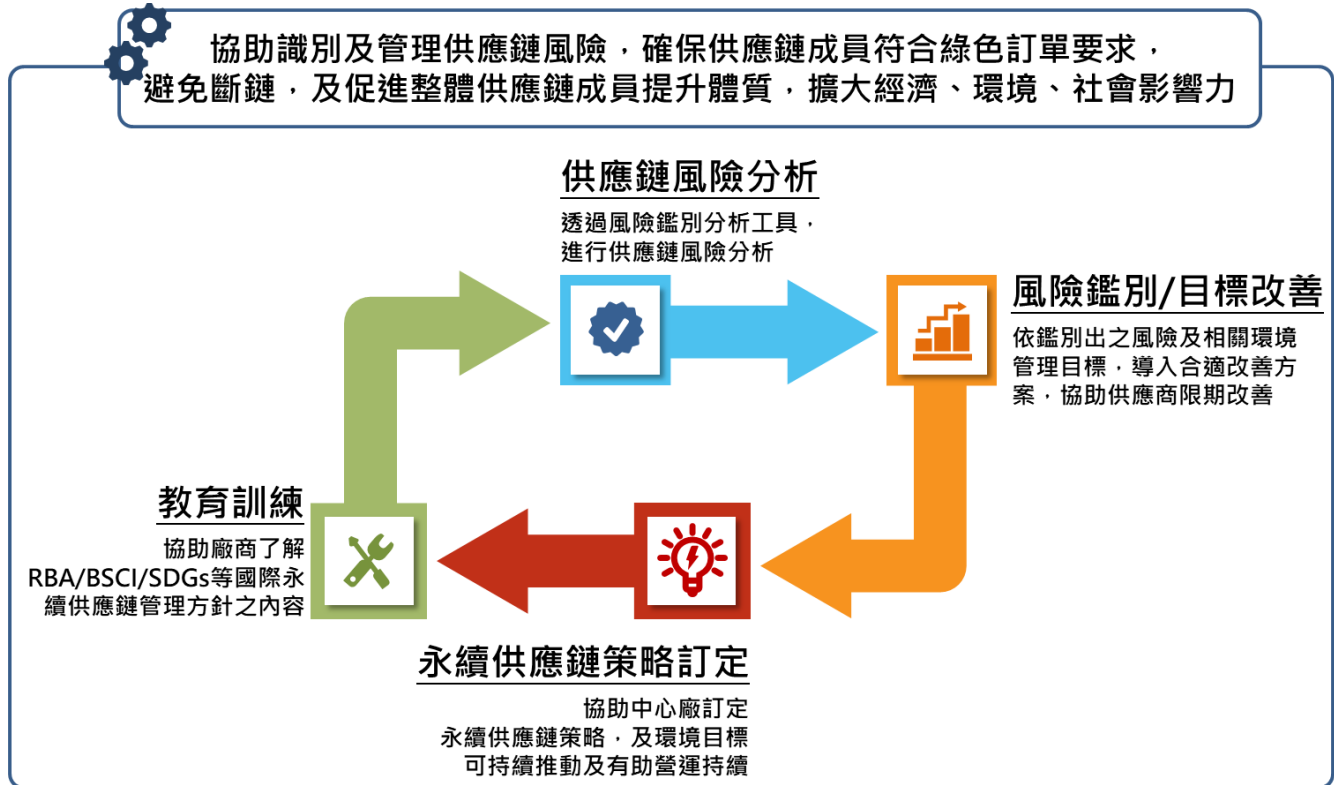 協助識別及管理供應鏈風險，確保供應鏈成員符合綠色訂單要求，
避免斷鏈，及促進整體供應鏈成員提升體質，擴大經濟、環境、社會影響力
供應鏈風險分析
透過風險鑑別分析工具，
進行供應鏈風險分析
風險鑑別/目標改善
依鑑別出之風險及相關環境
管理目標，導入合適改善方
案，協助供應商限期改善
教育訓練
協助廠商了解
RBA/BSCI/SDGs等國際永
續供應鏈管理方針之內容
永續供應鏈策略訂定
協助中心廠訂定
永續供應鏈策略，及環境目標
可持續推動及有助營運持續